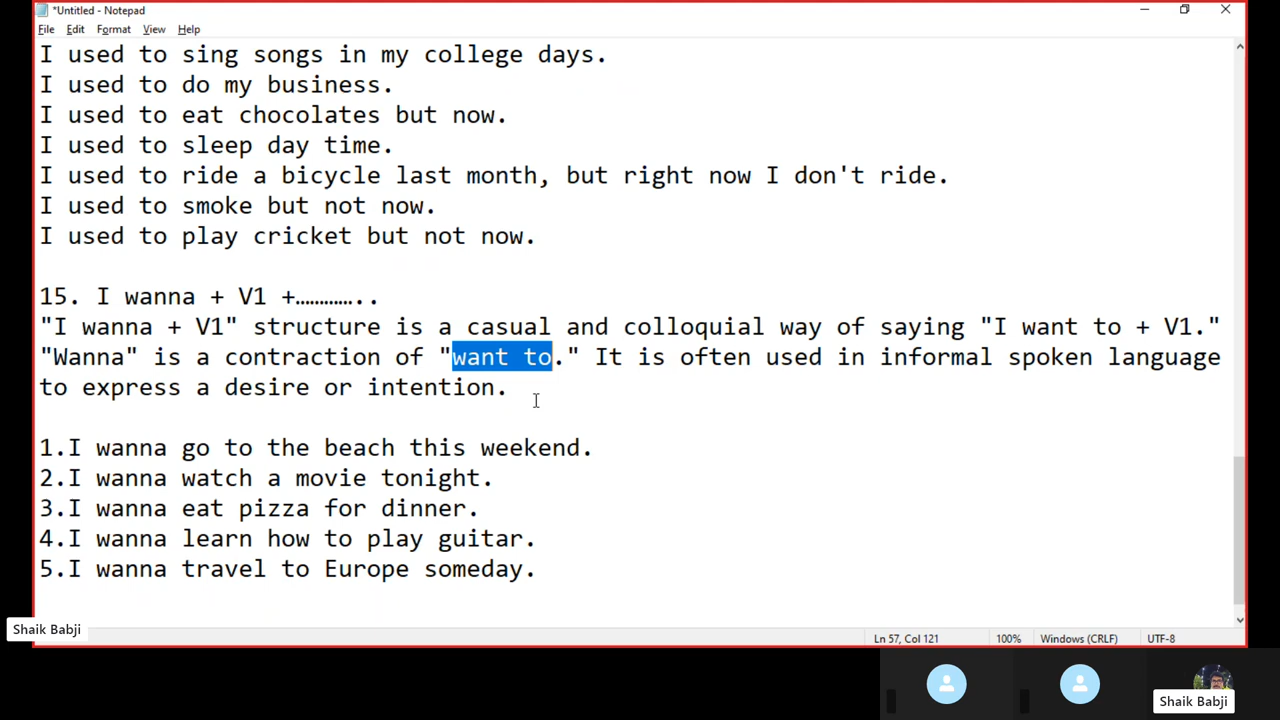 *Untitled - Notepad
File Edit Format View Help
I used to sing songs in my college days.
I used to do my business.
I used to eat chocolates but now.
I used to sleep day time.
I used to ride a bicycle last month, but right now I don't ride.
I used to smoke but not now.
I used to play cricket but not now.
15. I wanna + V1 +…………..
"I wanna + V1" structure is a casual and colloquial way of saying "I want to + V1."
"Wanna" is a contraction of "want to." It is often used in informal spoken language
to express a desire or intention.
1.I wanna go to the beach this weekend.
2.I wanna watch a movie tonight.
3.I wanna eat pizza for dinner.
4.I wanna learn how to play guitar.
5.I wanna travel to Europe someday.
Shaik Babji
Ln 57, Col 121 100% Windows (CRLF) UTF-8
Shaik Babji